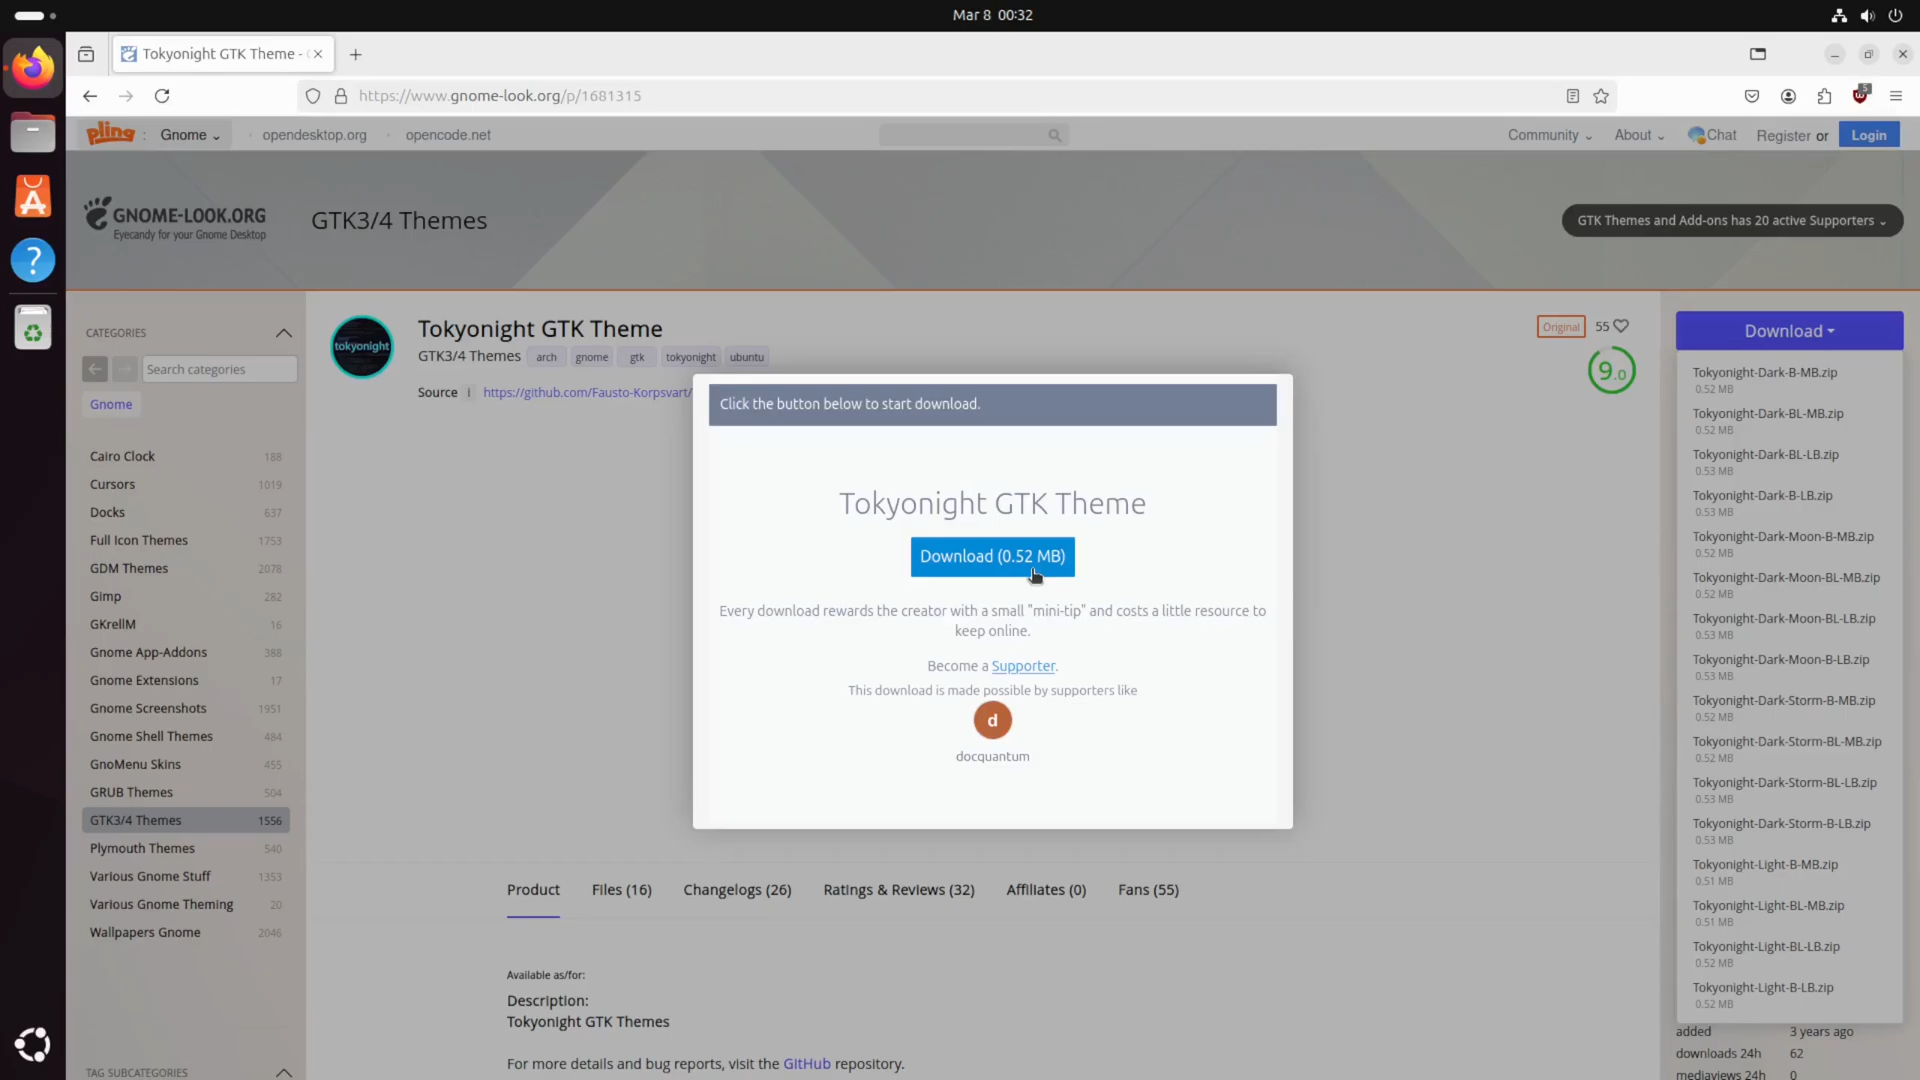 Mar 8 00:32
Tokyonight GTK Theme -
https://www.gnome-look.org/p/1681315
5
pling : Gnome opendesktop.org opencode.net
Community About Chat Register or Login
GNOME-LOOK.ORG
Eyecandy for your Gnome Desktop
GTK3/4 Themes
GTK Themes and Add-ons has 20 active Supporters
CATEGORIES
Search categories
Gnome
Cairo Clock 188
Cursors 1019
Docks 637
Full Icon Themes 1753
GDM Themes 2078
Gimp 282
GKrellM 16
Gnome App-Addons 388
Gnome Extensions 17
Gnome Screenshots 1951
Gnome Shell Themes 484
GnoMenu Skins 455
GRUB Themes 504
GTK3/4 Themes 1556
Plymouth Themes 540
Various Gnome Stuff 1353
Various Gnome Theming 20
Wallpapers Gnome 2046
TAG SUBCATEGORIES
tokyonight
Tokyonight GTK Theme
GTK3/4 Themes arch gnome gtk tokyonight ubuntu
Source i https://github.com/Fausto-Korpsvart/
Original 55
9.0
Click the button below to start download.
Tokyonight GTK Theme
Download (0.52 MB)
Every download rewards the creator with a small "mini-tip" and costs a little resource to
keep online.
Become a Supporter.
This download is made possible by supporters like
d
docquantum
Product Files (16) Changelogs (26) Ratings & Reviews (32) Affiliates (0) Fans (55)
Available as/for:
Description:
Tokyonight GTK Themes
For more details and bug reports, visit the GitHub repository.
Download
Tokyonight-Dark-B-MB.zip
0.52 MB
Tokyonight-Dark-BL-MB.zip
0.52 MB
Tokyonight-Dark-BL-LB.zip
0.53 MB
Tokyonight-Dark-B-LB.zip
0.53 MB
Tokyonight-Dark-Moon-B-MB.zip
0.52 MB
Tokyonight-Dark-Moon-BL-MB.zip
0.52 MB
Tokyonight-Dark-Moon-BL-LB.zip
0.53 MB
Tokyonight-Dark-Moon-B-LB.zip
0.53 MB
Tokyonight-Dark-Storm-B-MB.zip
0.52 MB
Tokyonight-Dark-Storm-BL-MB.zip
0.52 MB
Tokyonight-Dark-Storm-BL-LB.zip
0.53 MB
Tokyonight-Dark-Storm-B-LB.zip
0.53 MB
Tokyonight-Light-B-MB.zip
0.51 MB
Tokyonight-Light-BL-MB.zip
0.51 MB
Tokyonight-Light-BL-LB.zip
0.52 MB
Tokyonight-Light-B-LB.zip
0.52 MB
added 3 years ago
downloads 24h 62
mediaviews 24h 0